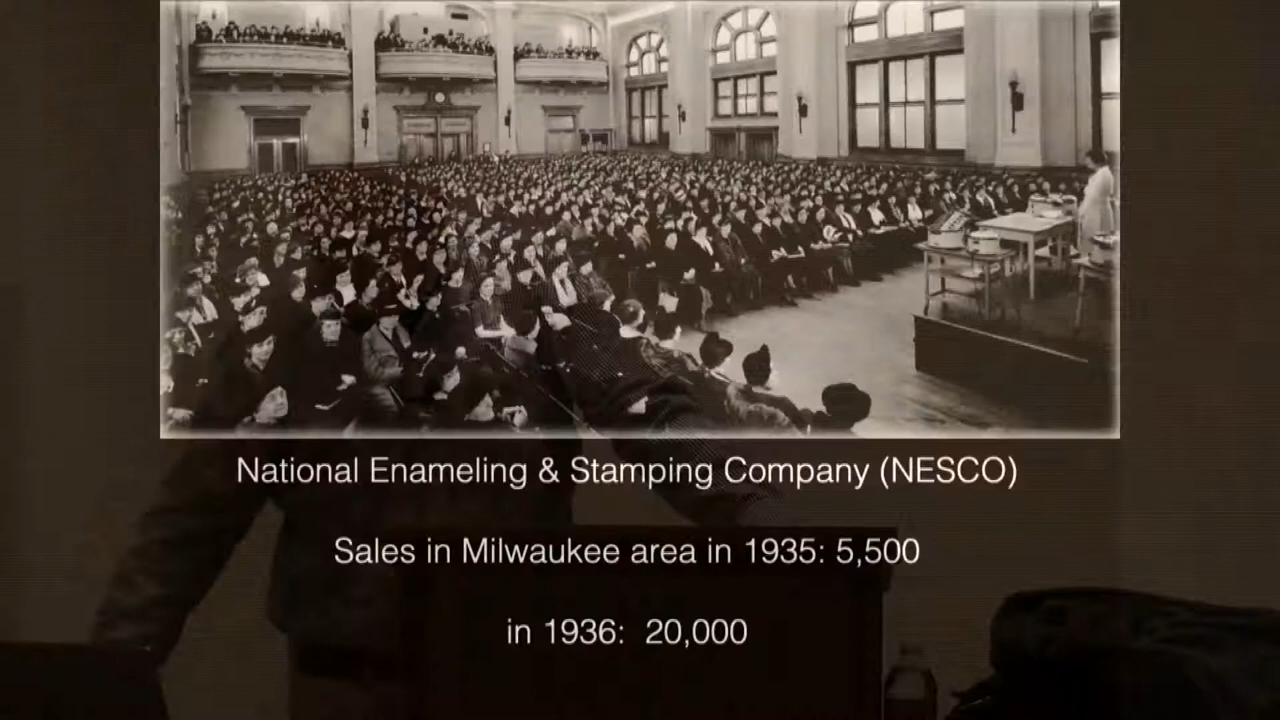 National Enameling & Stamping Company (NESCO)
Sales in Milwaukee area in 1935: 5,500
in 1936:  20,000